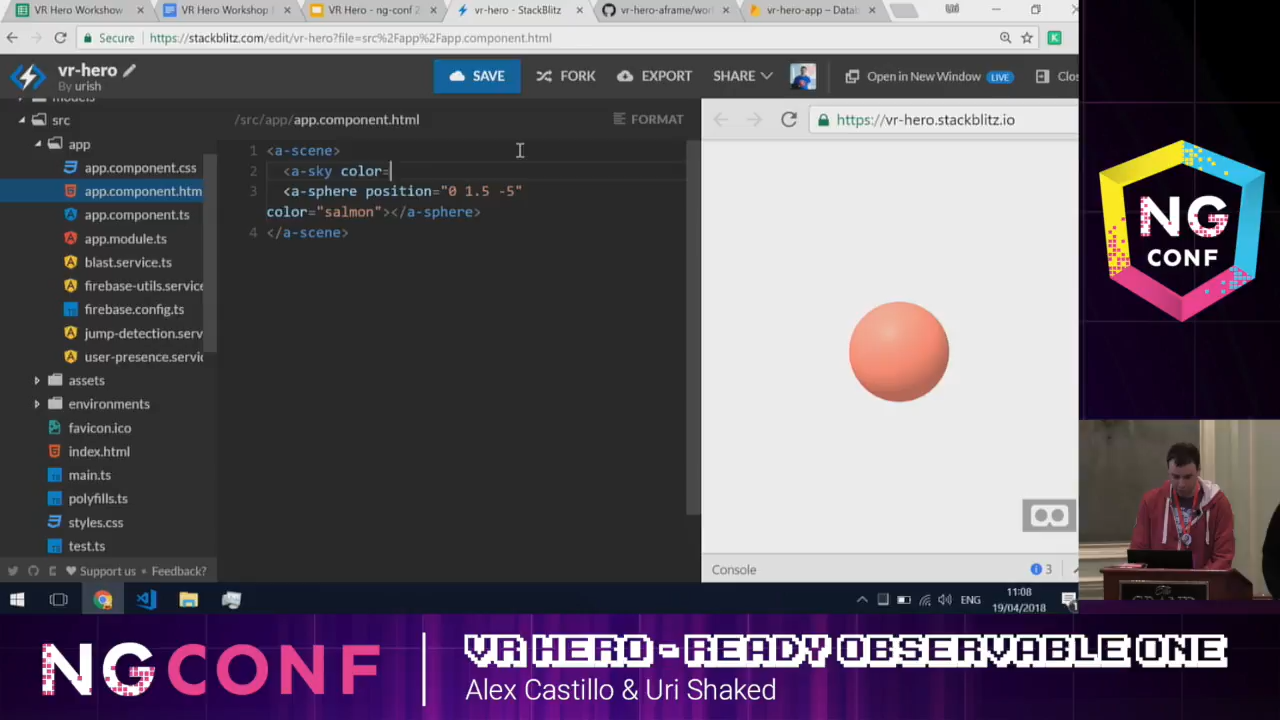 VR Hero Workshow
VR Hero Workshop
VR Hero - ng-conf 2
vr-hero - StackBlitz
vr-hero-aframe/wor
vr-hero-app – Data
Secure
https://stackblitz.com/edit/vr-hero?file=src%2Fapp%2Fapp.component.html
K
vr-hero
By urish
SAVE
FORK
EXPORT
SHARE
Open in New Window LIVE
Clos
models
src
app
app.component.css
app.component.htm
app.component.ts
app.module.ts
blast.service.ts
firebase-utils.service
firebase.config.ts
jump-detection.serv
user-presence.servic
assets
environments
favicon.ico
index.html
main.ts
polyfills.ts
styles.css
test.ts
Support us • Feedback?
/src/app/app.component.html
FORMAT
1 <a-scene>
2 <a-sky color=
3 <a-sphere position="0 1.5 -5"
color="salmon"></a-sphere>
4 </a-scene>
https://vr-hero.stackblitz.io
Console
3
ENG
11:08
19/04/2018
NG
CONF
NGCONF
VR HERO - READY OBSERVABLE ONE
Alex Castillo & Uri Shaked